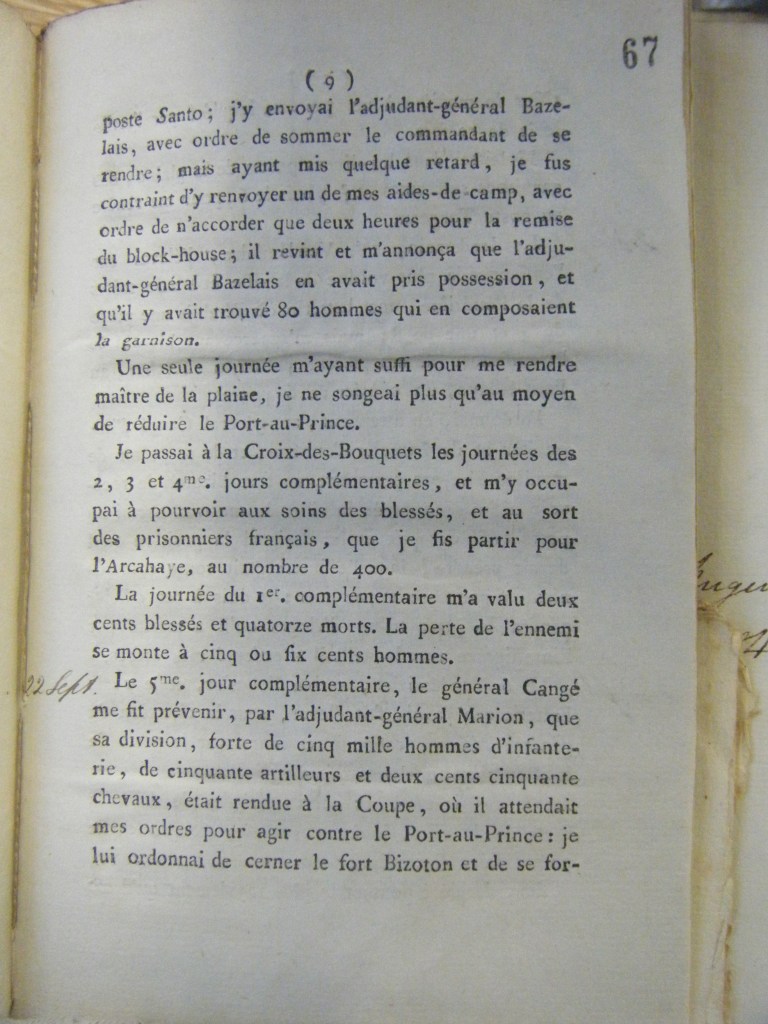 67
( 9 )
poste Santo ; j'y envoyai l'adjudant-général Baze-
lais, avec ordre de sommer le commandant de se
rendre ; mais ayant mis quelque retard, je fus
contraint d'y renvoyer un de mes aides-de camp, avec
ordre de n'accorder que deux heures pour la remise
du block-house ; il revint et m'annonça que l'adju-
dant-général Bazelais en avait pris possession, et
qu'il y avait trouvé 80 hommes qui en composaient
la garnison.
Une seule journée m'ayant suffi pour me rendre
maître de la plaine, je ne songeai plus qu'au moyen
de réduire le Port-au-Prince.
Je passai à la Croix-des-Bouquets les journées des
2, 3 et 4me. jours complémentaires, et m'y occu-
pai à pourvoir aux soins des blessés, et au sort
des prisonniers français, que je fis partir pour
l'Arcahaye, au nombre de 400.
La journée du 1er. complémentaire m'a valu deux
cents blessés et quatorze morts. La perte de l'ennemi
se monte à cinq ou six cents hommes.
22 Sept. Le 5me. jour complémentaire, le général Cangé
me fit prévenir, par l'adjudant-général Marion, que
sa division, forte de cinq mille hommes d'infante-
rie, de cinquante artilleurs et deux cents cinquante
chevaux, était rendue à la Coupe, où il attendait
mes ordres pour agir contre le Port-au-Prince : je
lui ordonnai de cerner le fort Bizoton et de se for-